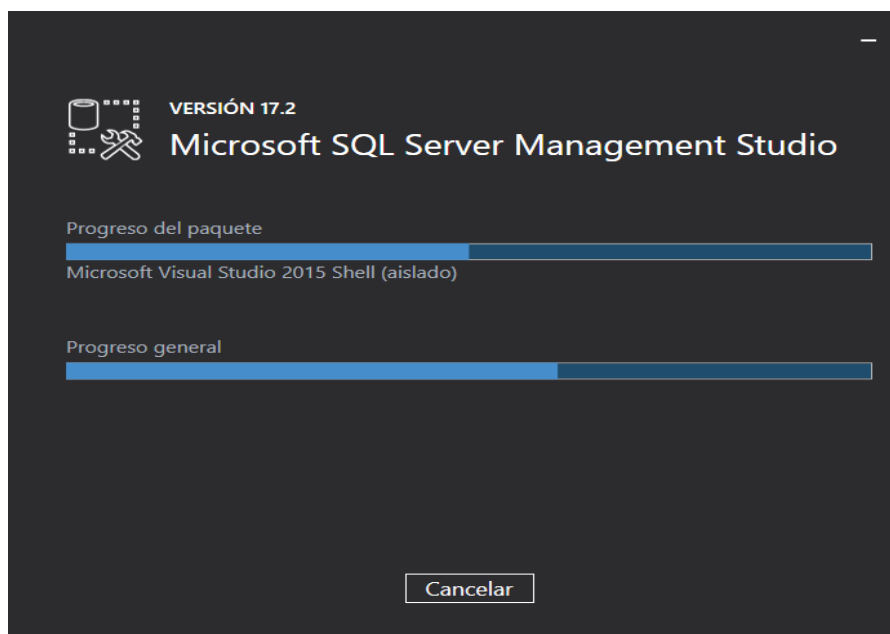 VERSIÓN 17.2
Microsoft SQL Server Management Studio
Progreso del paquete
Microsoft Visual Studio 2015 Shell (aislado)
Progreso general
Cancelar